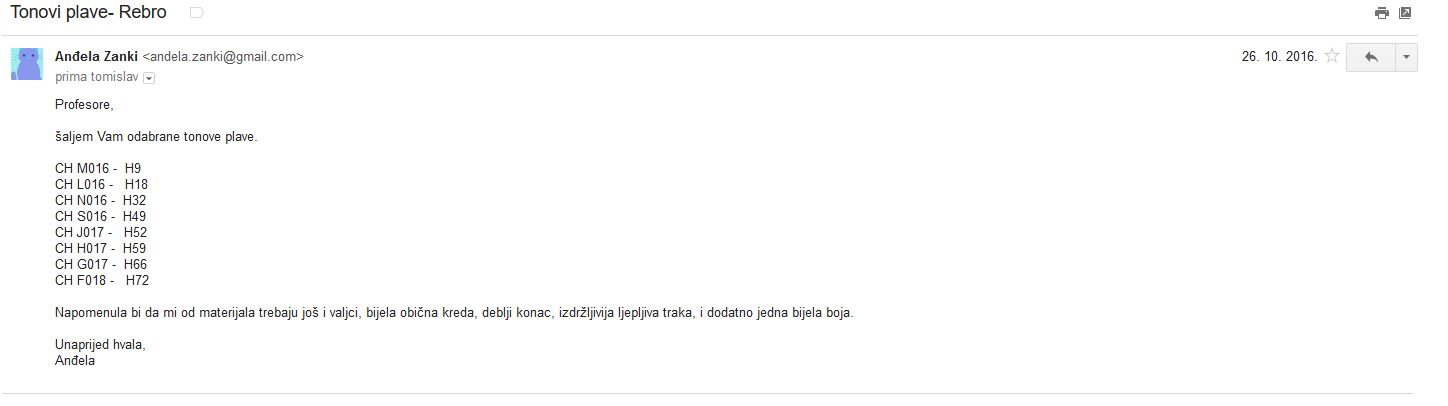 Tonovi plave- Rebro
Anđela Zanki <andela.zanki@gmail.com>
26. 10. 2016.
prima tomislav
Profesore,
šaljem Vam odabrane tonove plave.
CH M016 - H9
CH L016 - H18
CH N016 - H32
CH S016 - H49
CH J017 - H52
CH H017 - H59
CH G017 - H66
CH F018 - H72
Napomenula bi da mi od materijala trebaju još i valjci, bijela obična kreda, deblji konac, izdržljivija ljepljiva traka, i dodatno jedna bijela boja.
Unaprijed hvala,
Anđela